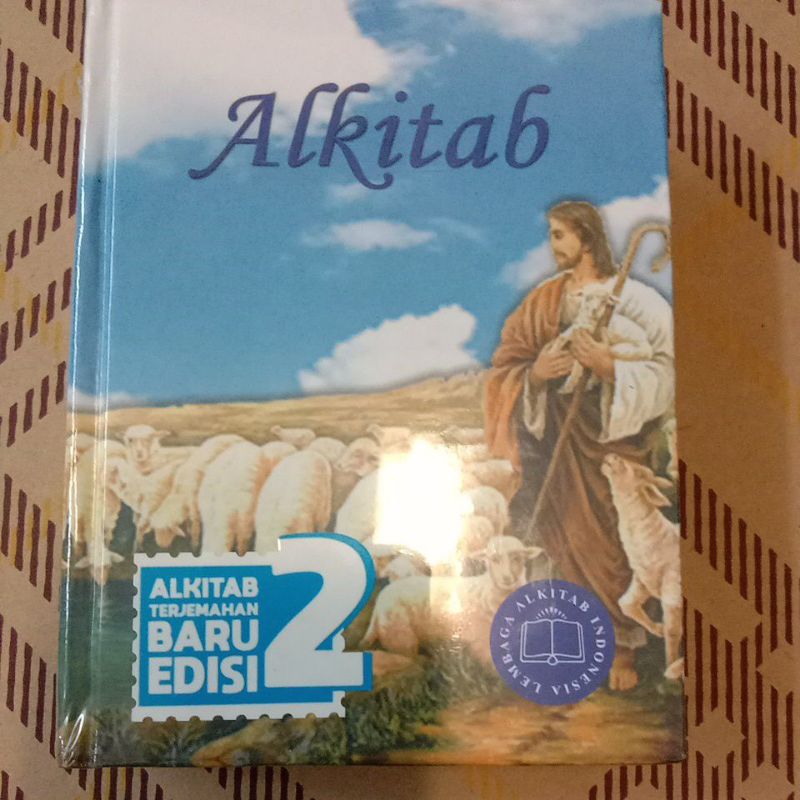 Alkitab
ALKITAB
TERJEMAHAN
BARU
EDISI
2
LEMBAGA ALKITAB INDONESIA